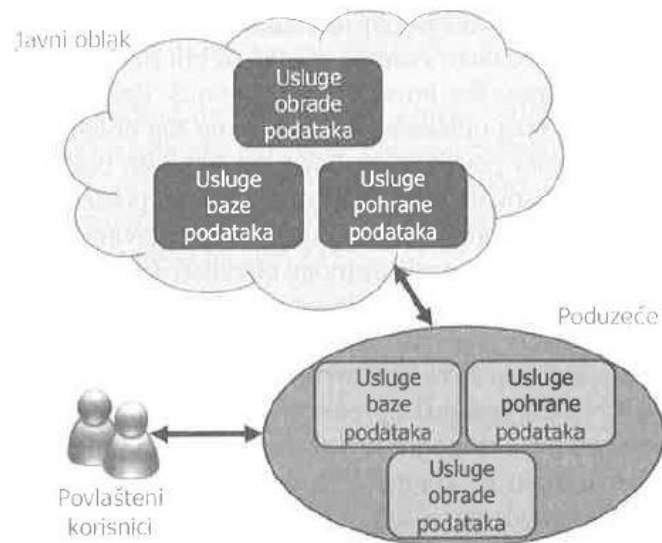 Javni oblak
Usluge
obrade
podataka
Usluge
baze
podataka
Usluge
pohrane
podataka
Poduzeće
Usluge
baze
podataka
Usluge
pohrane
podataka
Usluge
obrade
podataka
Povlašteni
korisnici